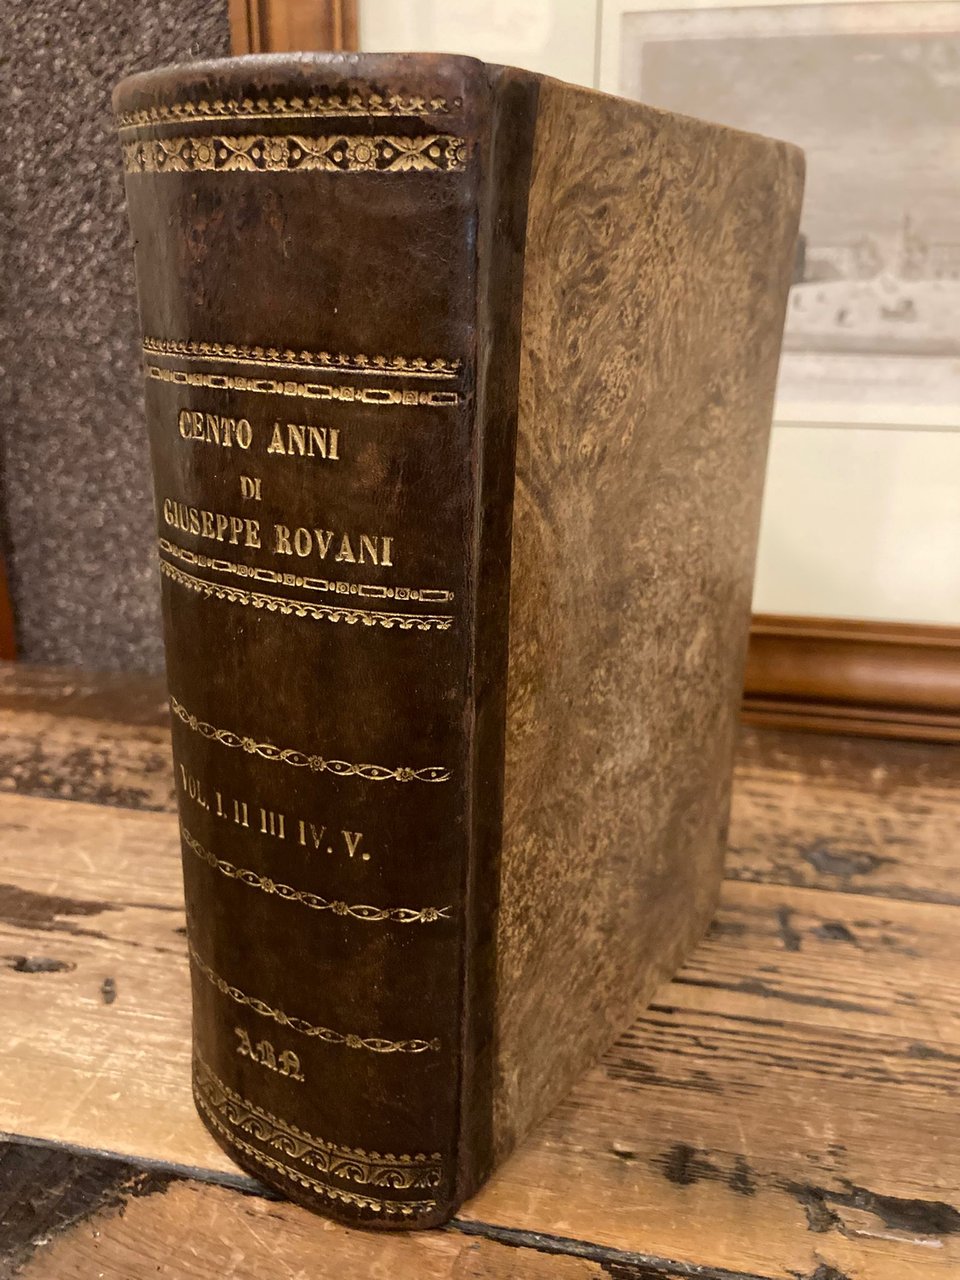 CENTO ANNI
DI
GIUSEPPE ROVANI
VOL. I. II III IV. V.